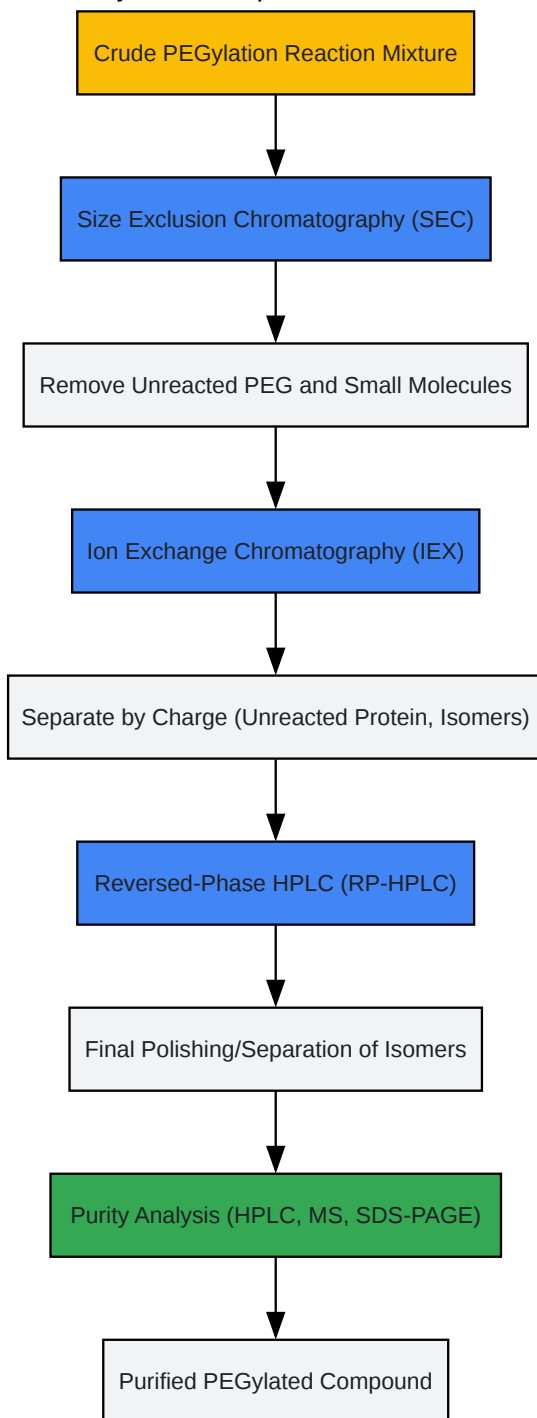 Crude PEGylation Reaction Mixture
Size Exclusion Chromatography (SEC)
Remove Unreacted PEG and Small Molecules
Ion Exchange Chromatography (IEX)
Separate by Charge (Unreacted Protein, Isomers)
Reversed-Phase HPLC (RP-HPLC)
Final Polishing/Separation of Isomers
Purity Analysis (HPLC, MS, SDS-PAGE)
Purified PEGylated Compound